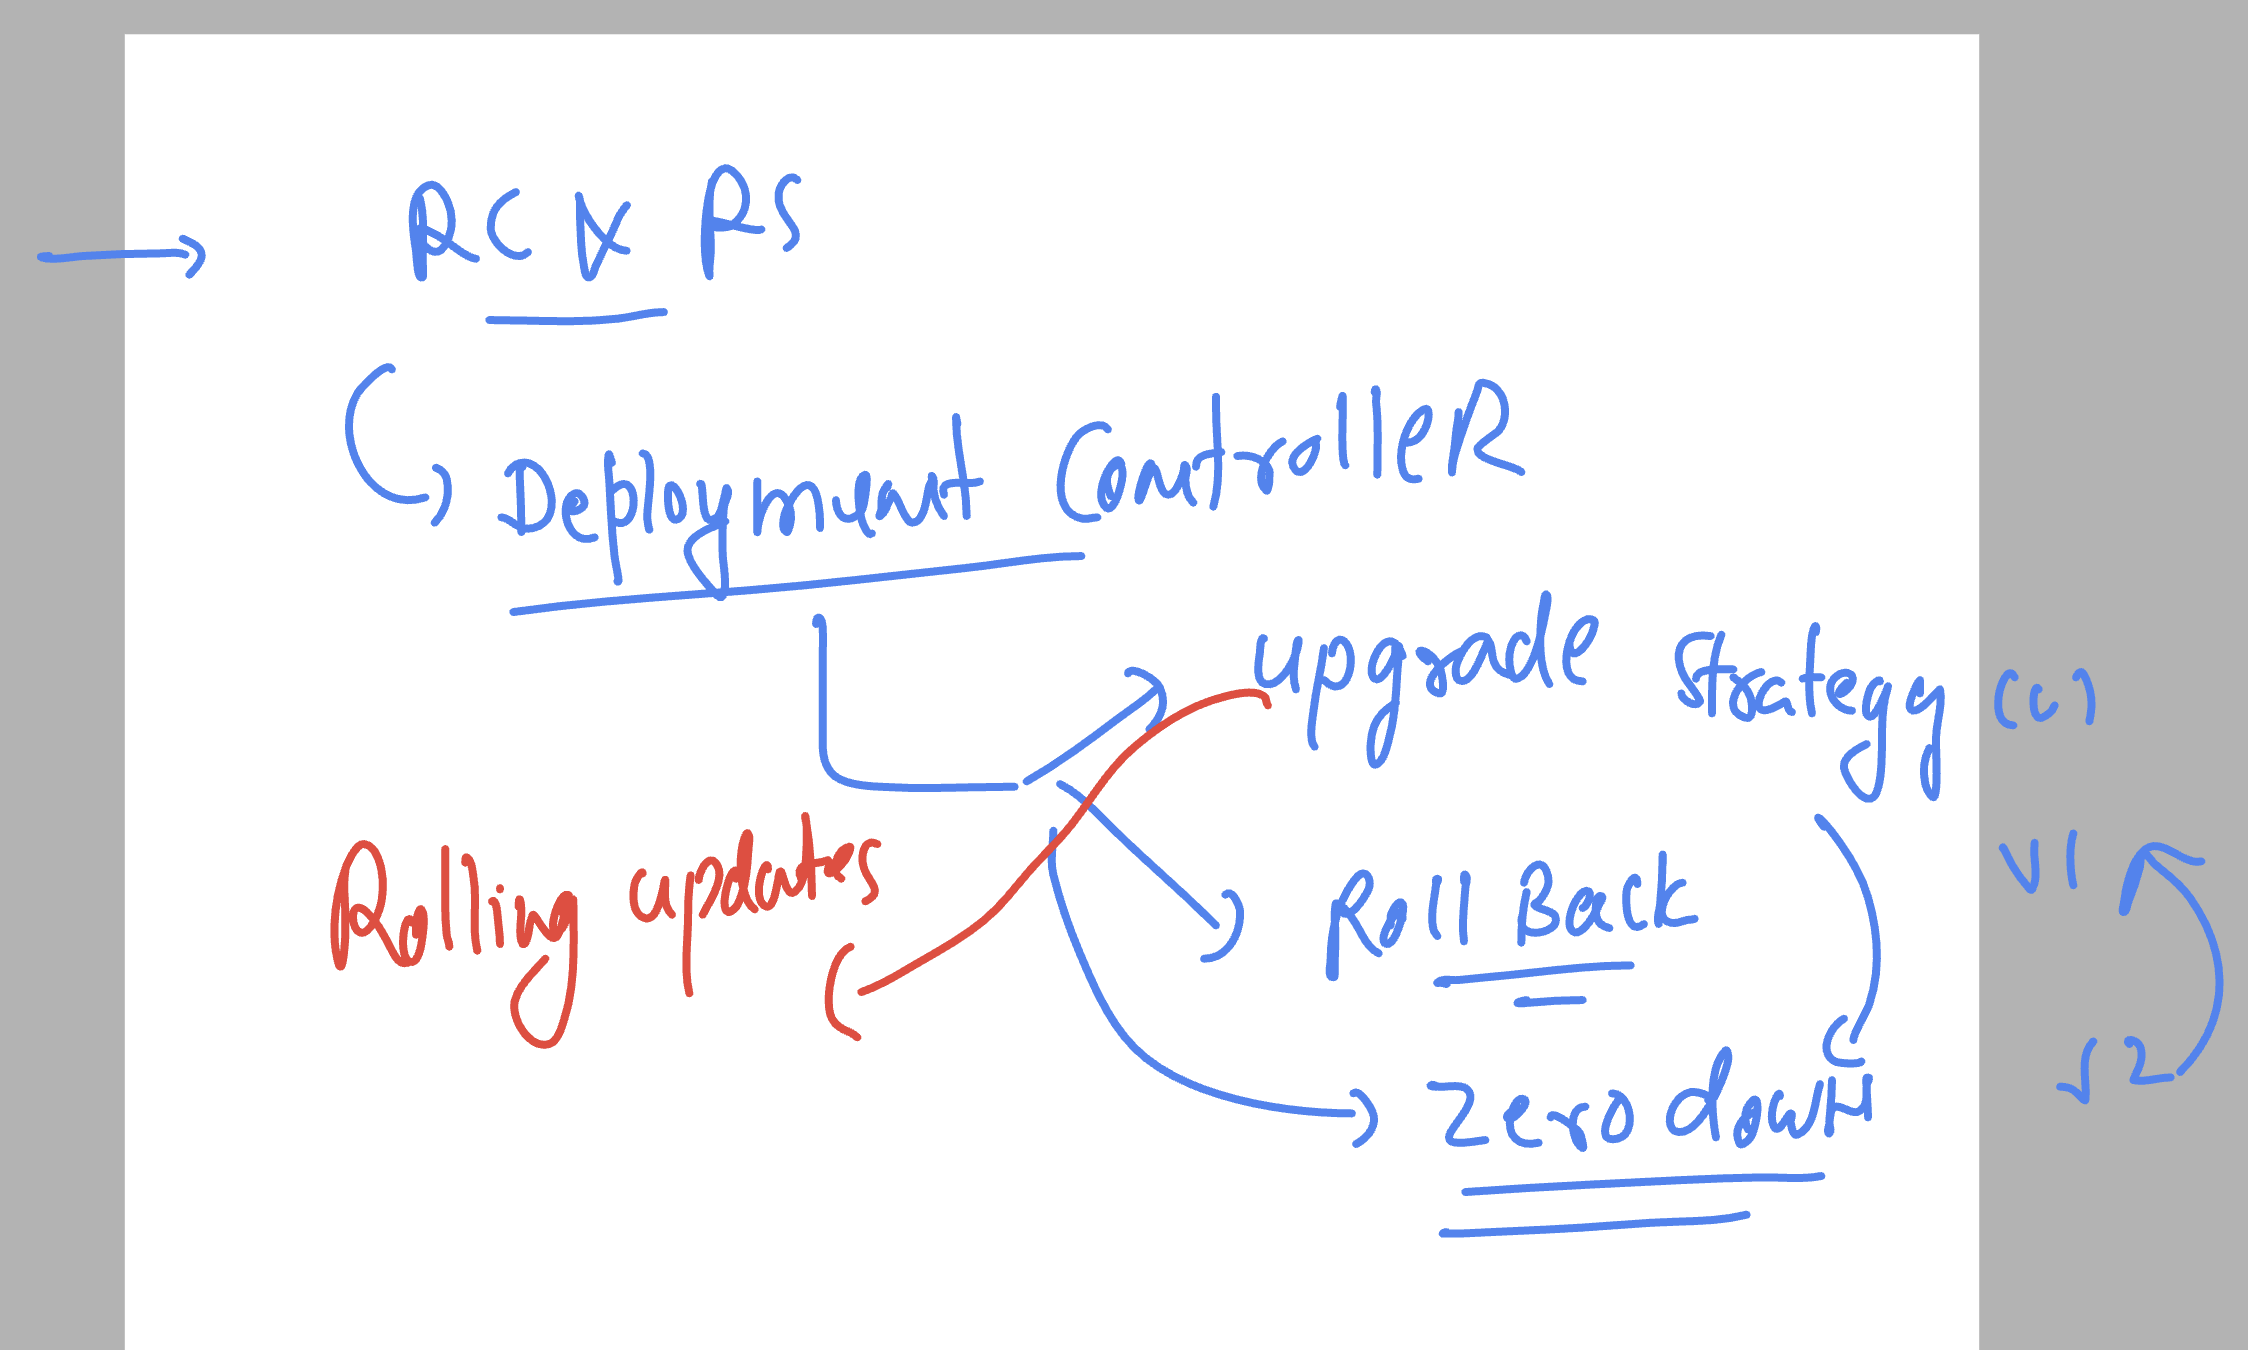 RC & RS
Deployment ControlleR
upgrade Strategy (u)
Rolling updates
V1
Roll Back
V2
Zero down